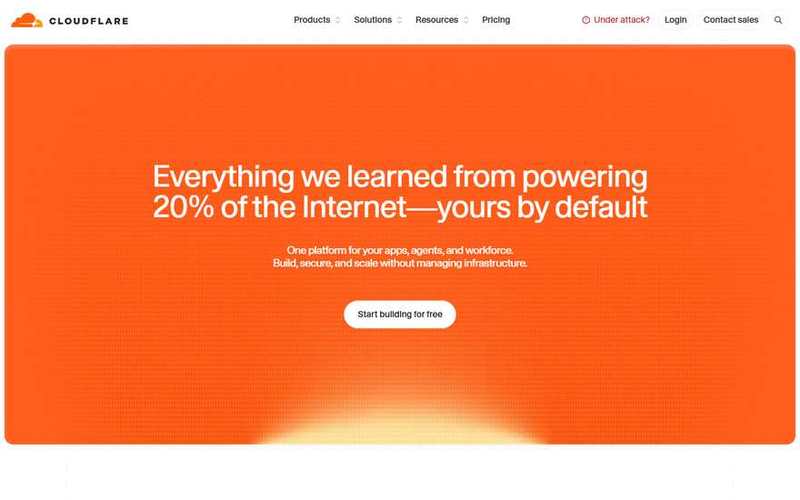 CLOUDFLARE
Products
Solutions
Resources
Pricing
Under attack?
Login
Contact sales
Everything we learned from powering
20% of the Internet—yours by default
One platform for your apps, agents, and workforce.
Build, secure, and scale without managing infrastructure.
Start building for free